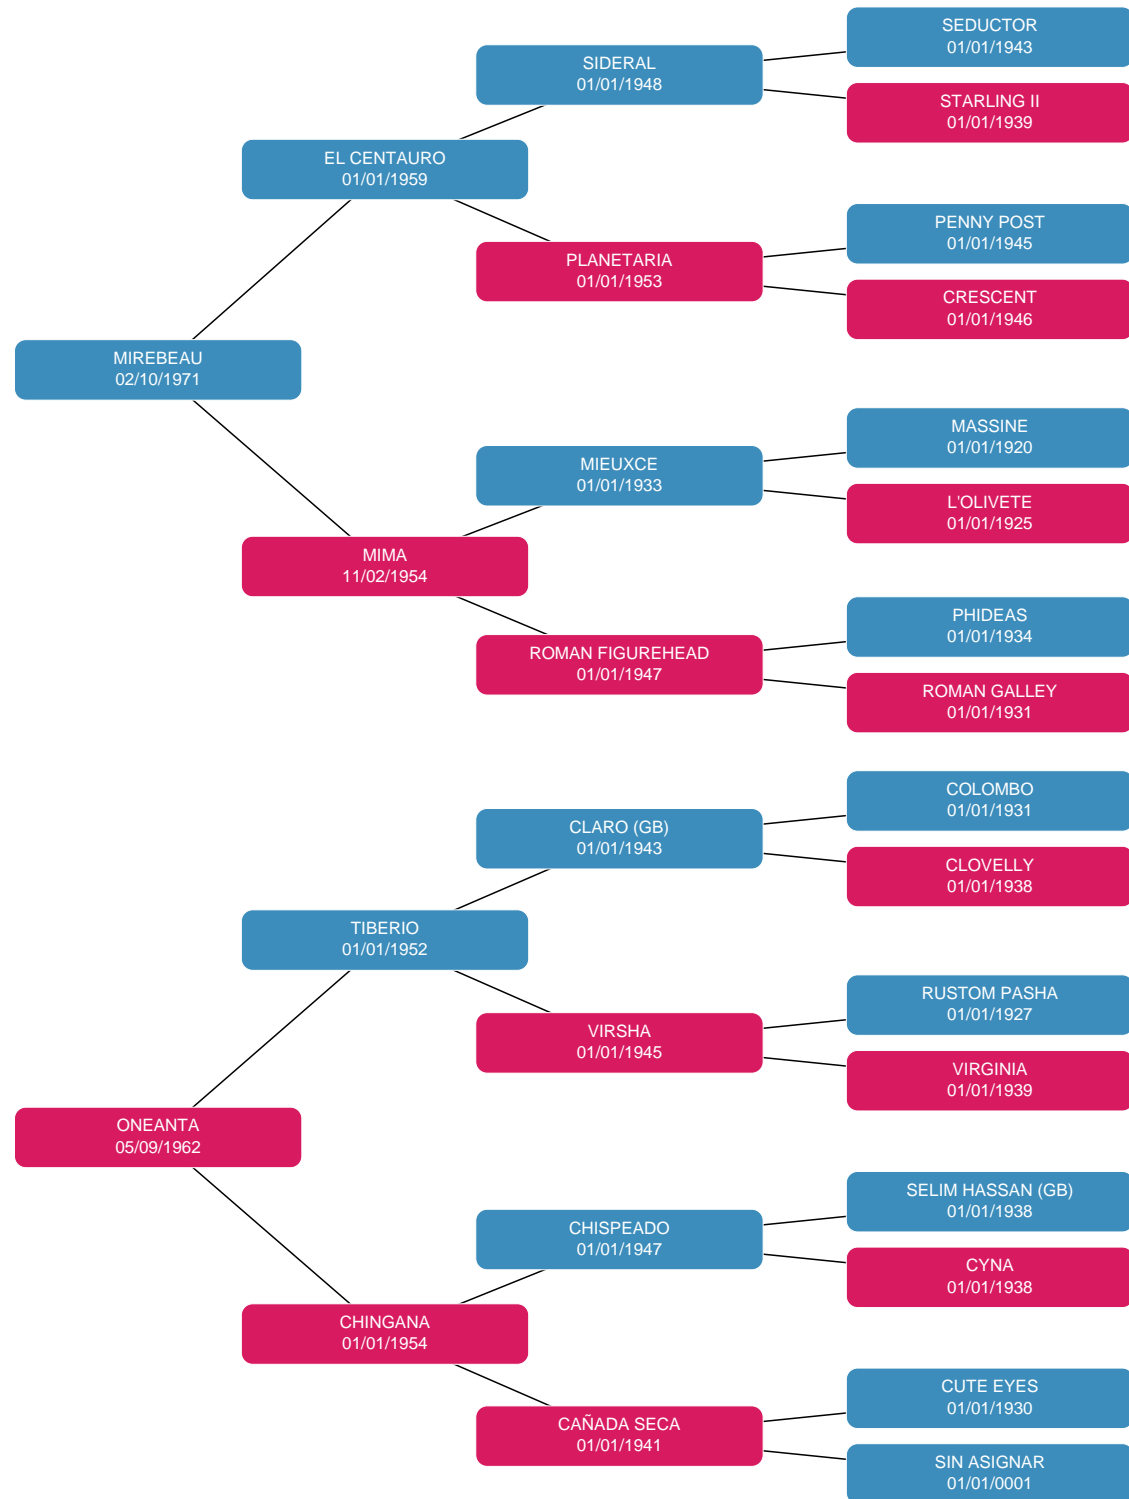 SEDUCTOR
01/01/1943
SIDERAL
01/01/1948
STARLING II
01/01/1939
EL CENTAURO
01/01/1959
PENNY POST
01/01/1945
PLANETARIA
01/01/1953
CRESCENT
01/01/1946
MIREBEAU
02/10/1971
MASSINE
01/01/1920
MIEUXCE
01/01/1933
L'OLIVETE
01/01/1925
MIMA
11/02/1954
PHIDEAS
01/01/1934
ROMAN FIGUREHEAD
01/01/1947
ROMAN GALLEY
01/01/1931
COLOMBO
01/01/1931
CLARO (GB)
01/01/1943
CLOVELLY
01/01/1938
TIBERIO
01/01/1952
RUSTOM PASHA
01/01/1927
VIRSHA
01/01/1945
VIRGINIA
01/01/1939
ONEANTA
05/09/1962
SELIM HASSAN (GB)
01/01/1938
CHISPEADO
01/01/1947
CYNA
01/01/1938
CHINGANA
01/01/1954
CUTE EYES
01/01/1930
CAÑADA SECA
01/01/1941
SIN ASIGNAR
01/01/0001